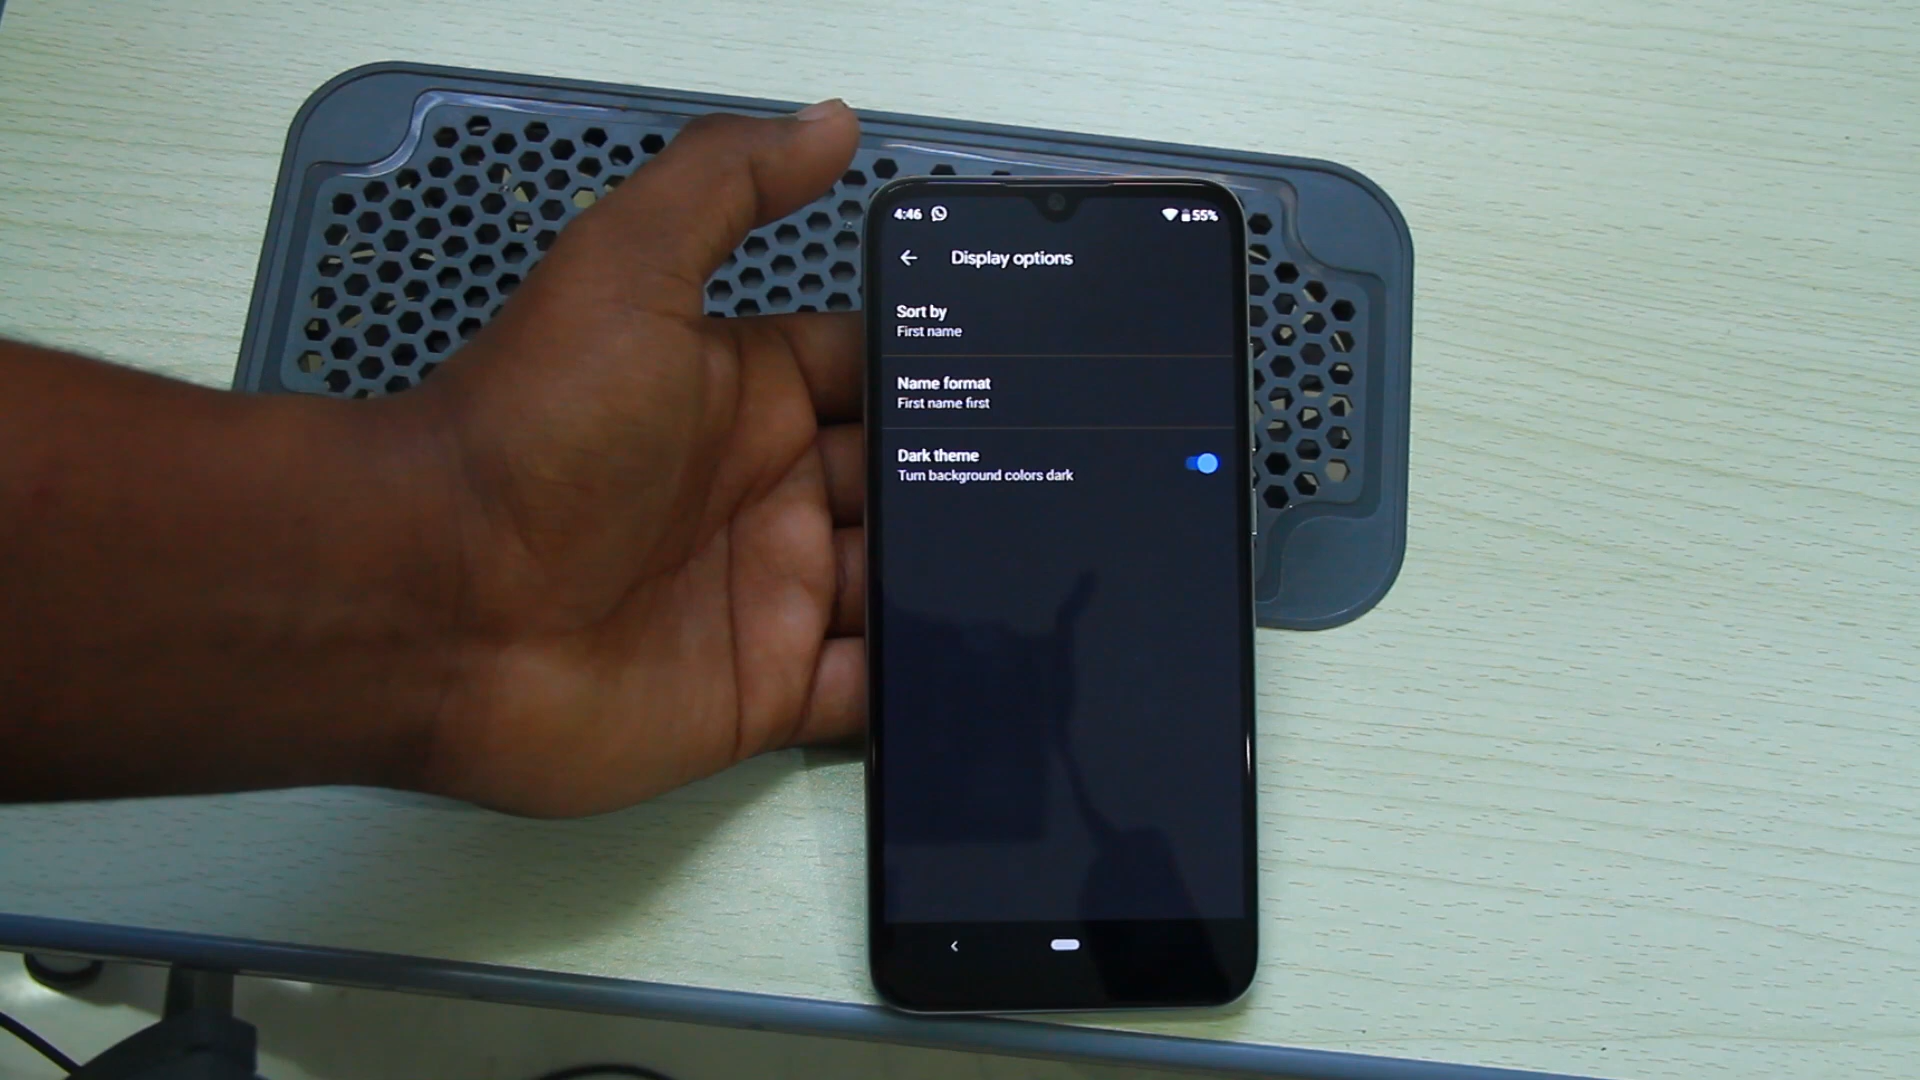 4:46
55%
Display options
Sort by
First name
Name format
First name first
Dark theme
Turn background colors dark